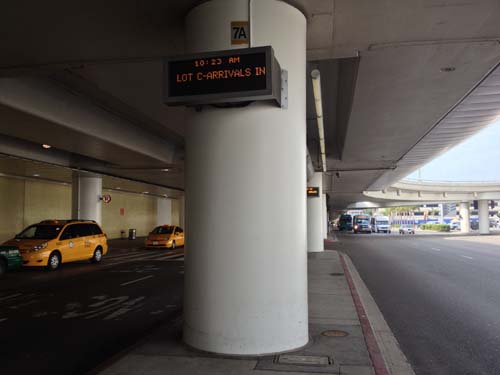 7A
10:23 AM
LOT C-ARRIVALS IN